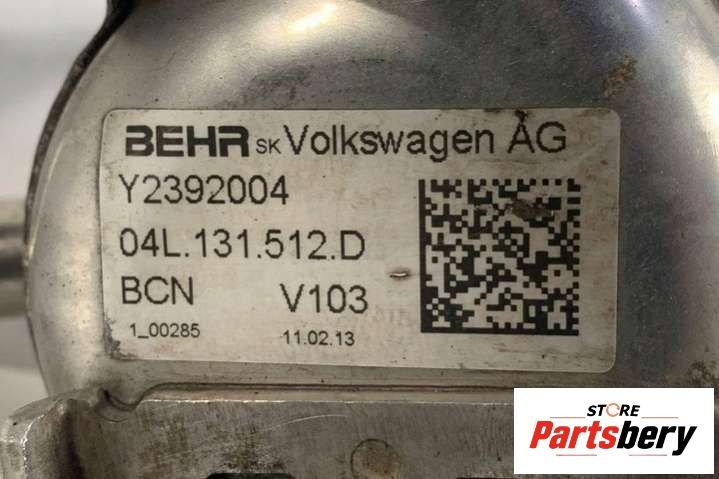 BEHR SK Volkswagen AG
Y2392004
04L.131.512.D
BCN V103
1_00285 11.02.13
STORE
Partsbery